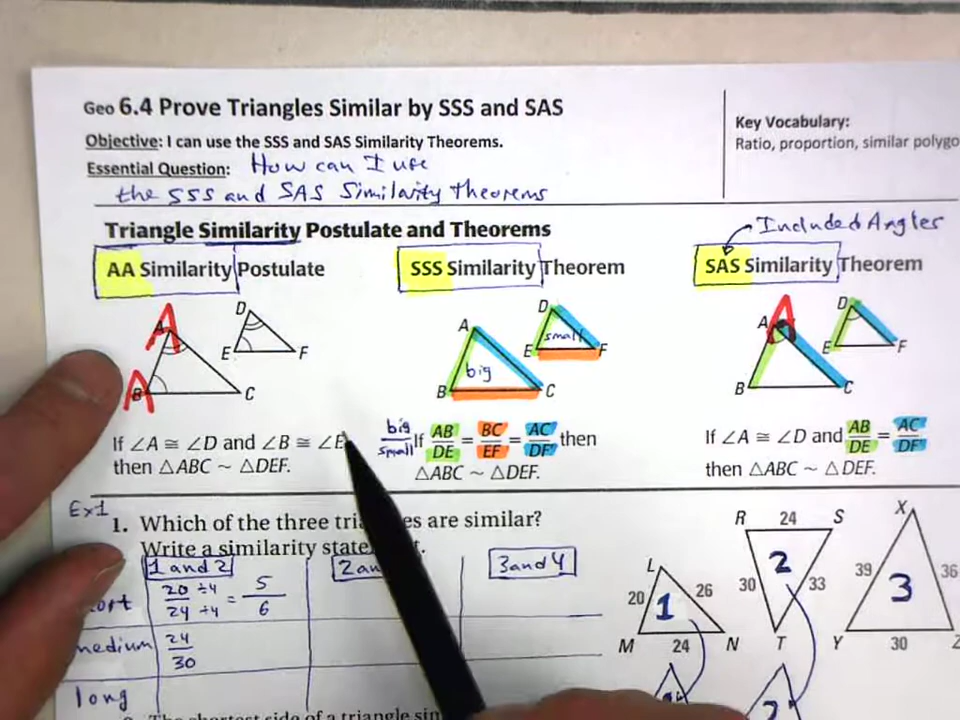 Geo 6.4 Prove Triangles Similar by SSS and SAS
Objective: I can use the SSS and SAS Similarity Theorems.
Essential Question: How can I use
the SSS and SAS Similarity Theorems
Key Vocabulary:
Ratio, proportion, similar
Triangle Similarity Postulate and Theorems
Included Angles
AA Similarity Postulate
SSS Similarity Theorem
SAS Similarity Theorem
A
A
B
C
D
E
F
A
B
C
D
E
F
big
small
A
A
B
C
D
E
F
If ∠A ≅ ∠D and ∠B ≅ ∠E
then △ABC ~ △DEF.
big/small If AB/DE = BC/EF = AC/DF then
△ABC ~ △DEF.
If ∠A ≅ ∠D and AB/DE = AC/DF
then △ABC ~ △DEF.
Ex1
1. Which of the three are similar?
Write a similarity
1 and 2
3 and 4
20 ÷4 / 24 ÷4 = 5/6
medium 24/30
long
L
20
26
1
M
24
N
R
24
S
30
2
33
T
X
39
36
3
Y
30
Z
The shortest side of a triangle